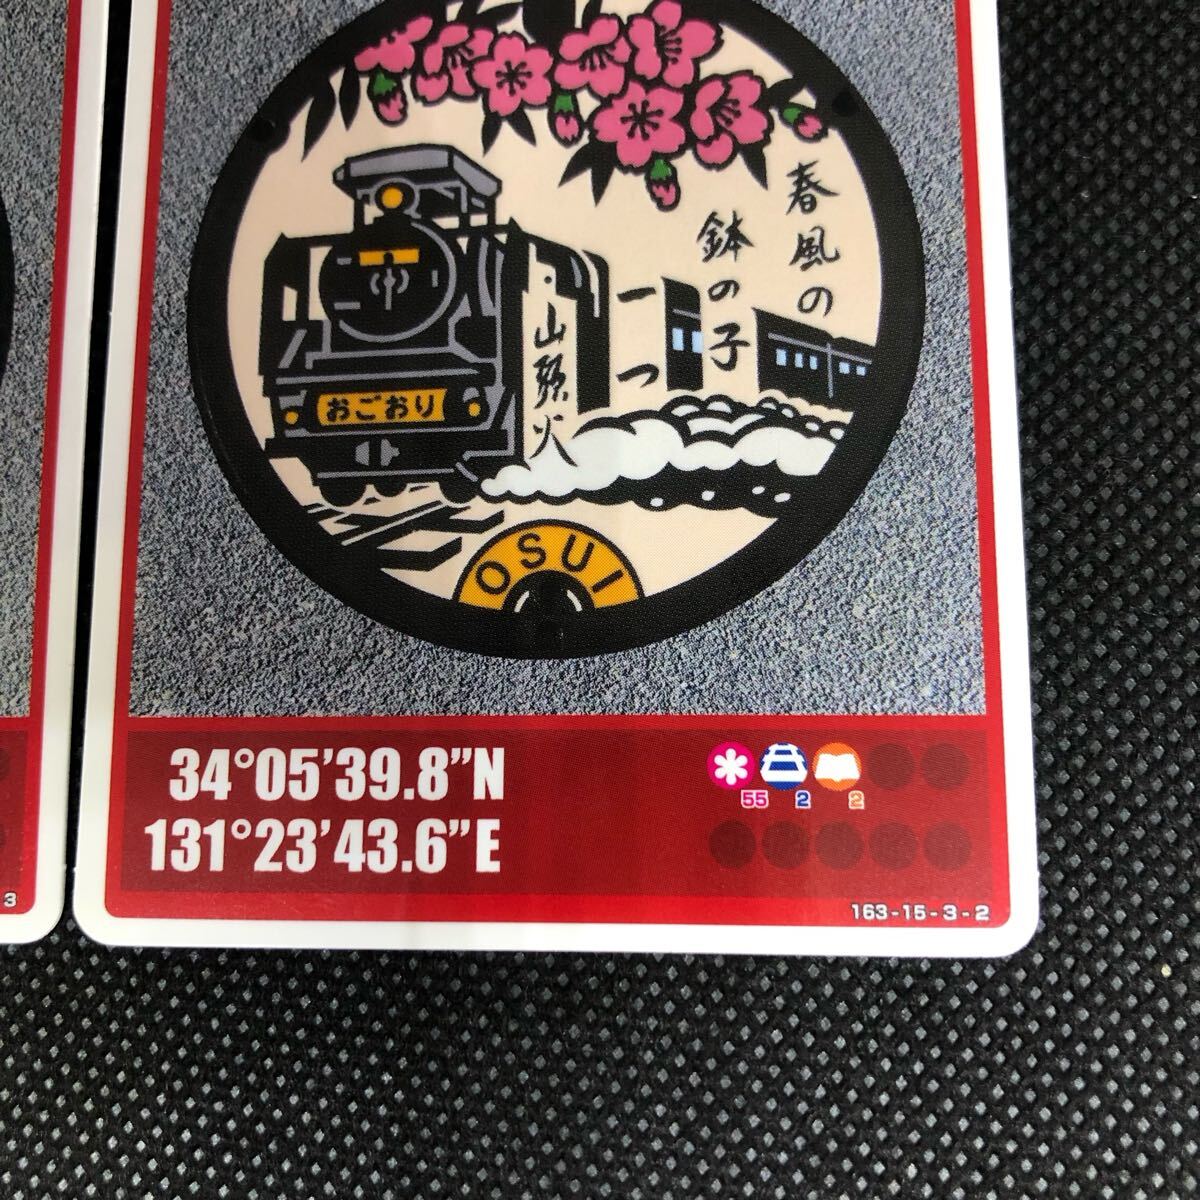 春風の
鉢の子
一つ
山頭火
おごおり
OSUI
34°05’39.8”N
131°23’43.6”E
55 2 2
163-15-3-2
3